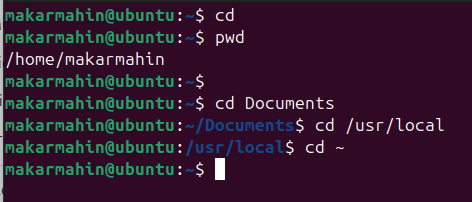 makarmahin@ubuntu:~$ cd
makarmahin@ubuntu:~$ pwd
/home/makarmahin
makarmahin@ubuntu:~$
makarmahin@ubuntu:~$ cd Documents
makarmahin@ubuntu:~/Documents$ cd /usr/local
makarmahin@ubuntu:/usr/local$ cd ~
makarmahin@ubuntu:~$